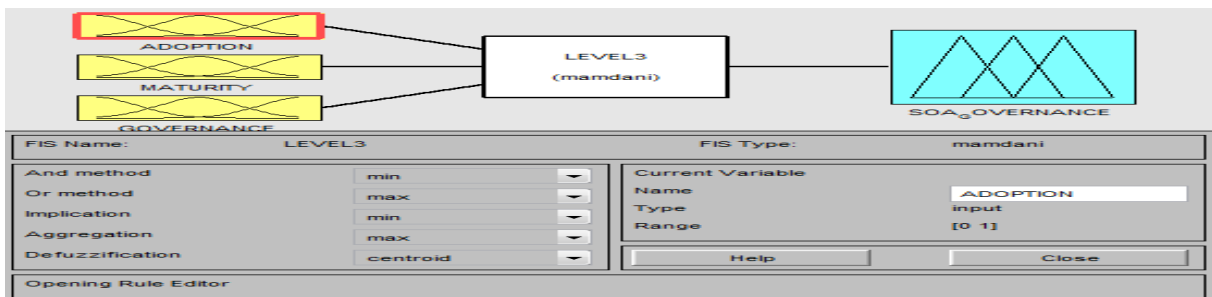 ADOPTION
MATURITY
GOVERNANCE
LEVEL3
(mamdani)
SOA_GOVERNANCE
FIS Name: LEVEL3 FIS Type: mamdani
And method min
Or method max
Implication min
Aggregation max
Defuzzification centroid
Current Variable
Name ADOPTION
Type input
Range [0 1]
Help Close
Opening Rule Editor